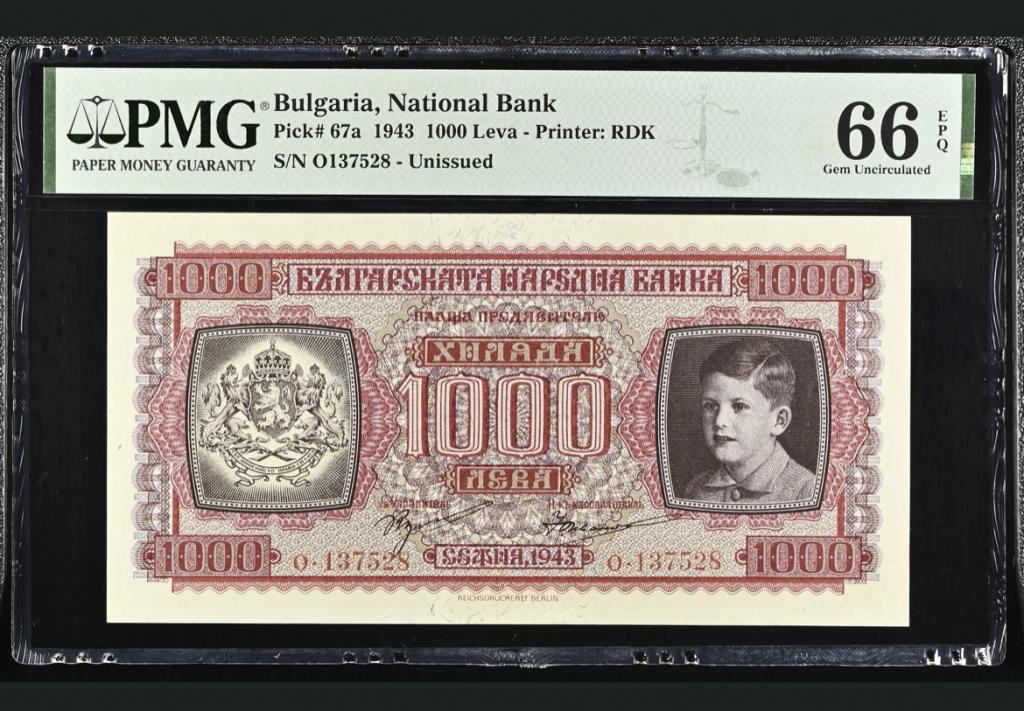 PMG®
PAPER MONEY GUARANTY
Bulgaria, National Bank
Pick# 67a 1943 1000 Leva - Printer: RDK
S/N O137528 - Unissued
66 EPQ
Gem Uncirculated
1000 БЪЛГАРСКАТА НАРОДНА БАНКА 1000
ПЛАЩА ПРЕДЯВИТЕЛЮ
ХИЛЯДА
1000
ЛЕВА
1000 О·137528 СОФИЯ, 1943 О·137528 1000
REICHSDRUCKEREI BERLIN